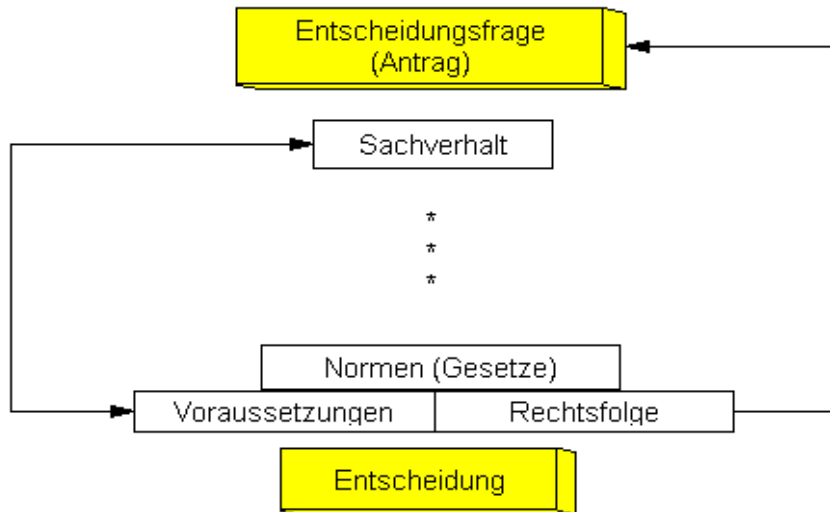 Entscheidungsfrage
(Antrag)
Sachverhalt
*
*
*
Normen (Gesetze)
Voraussetzungen
Rechtsfolge
Entscheidung